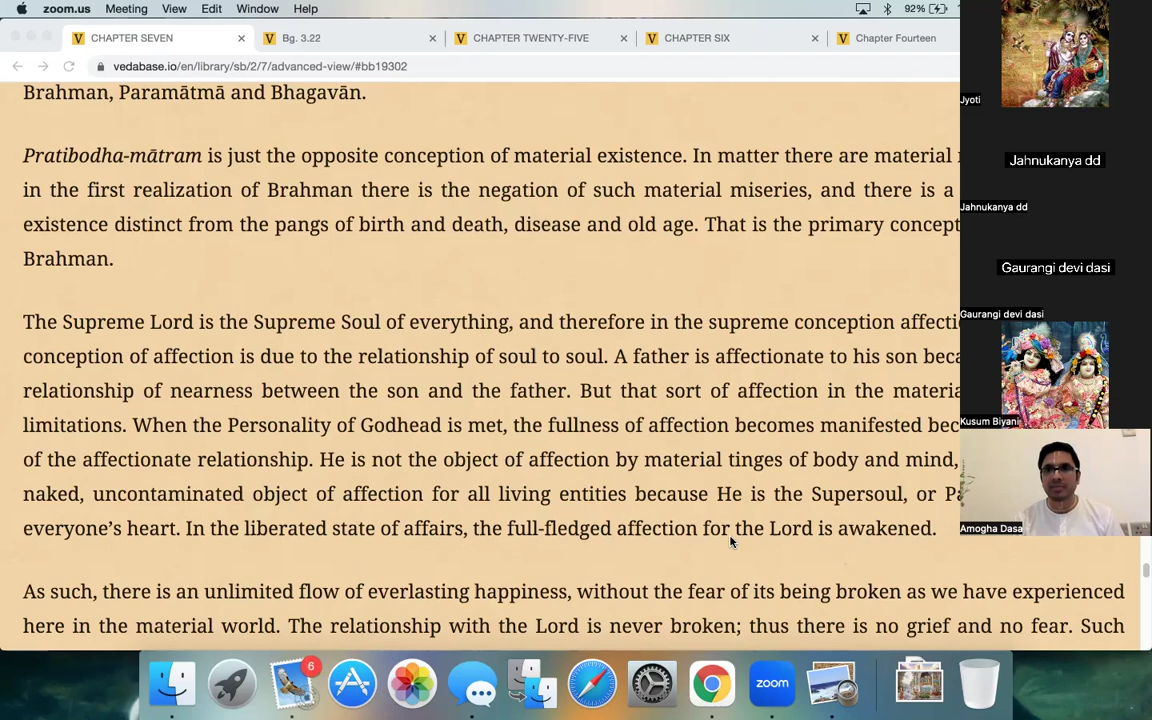 zoom.us Meeting View Edit Window Help 92%
CHAPTER SEVEN Bg. 3.22 CHAPTER TWENTY-FIVE CHAPTER SIX Chapter Fourteen
vedabase.io/en/library/sb/2/7/advanced-view/#bb19302
Brahman, Paramātmā and Bhagavān.
Pratibodha-mātram is just the opposite conception of material existence. In matter there are material
in the first realization of Brahman there is the negation of such material miseries, and there is a
existence distinct from the pangs of birth and death, disease and old age. That is the primary concept
Brahman.
The Supreme Lord is the Supreme Soul of everything, and therefore in the supreme conception affecti
conception of affection is due to the relationship of soul to soul. A father is affectionate to his son beca
relationship of nearness between the son and the father. But that sort of affection in the materia
limitations. When the Personality of Godhead is met, the fullness of affection becomes manifested bec
of the affectionate relationship. He is not the object of affection by material tinges of body and mind,
naked, uncontaminated object of affection for all living entities because He is the Supersoul, or P
everyone’s heart. In the liberated state of affairs, the full-fledged affection for the Lord is awakened.
As such, there is an unlimited flow of everlasting happiness, without the fear of its being broken as we have experienced
here in the material world. The relationship with the Lord is never broken; thus there is no grief and no fear. Such
Jyoti
Jahnukanya dd
Jahnukanya dd
Gaurangi devi dasi
Gaurangi devi dasi
Kusum Biyani
Amogha Dasa
6
zoom